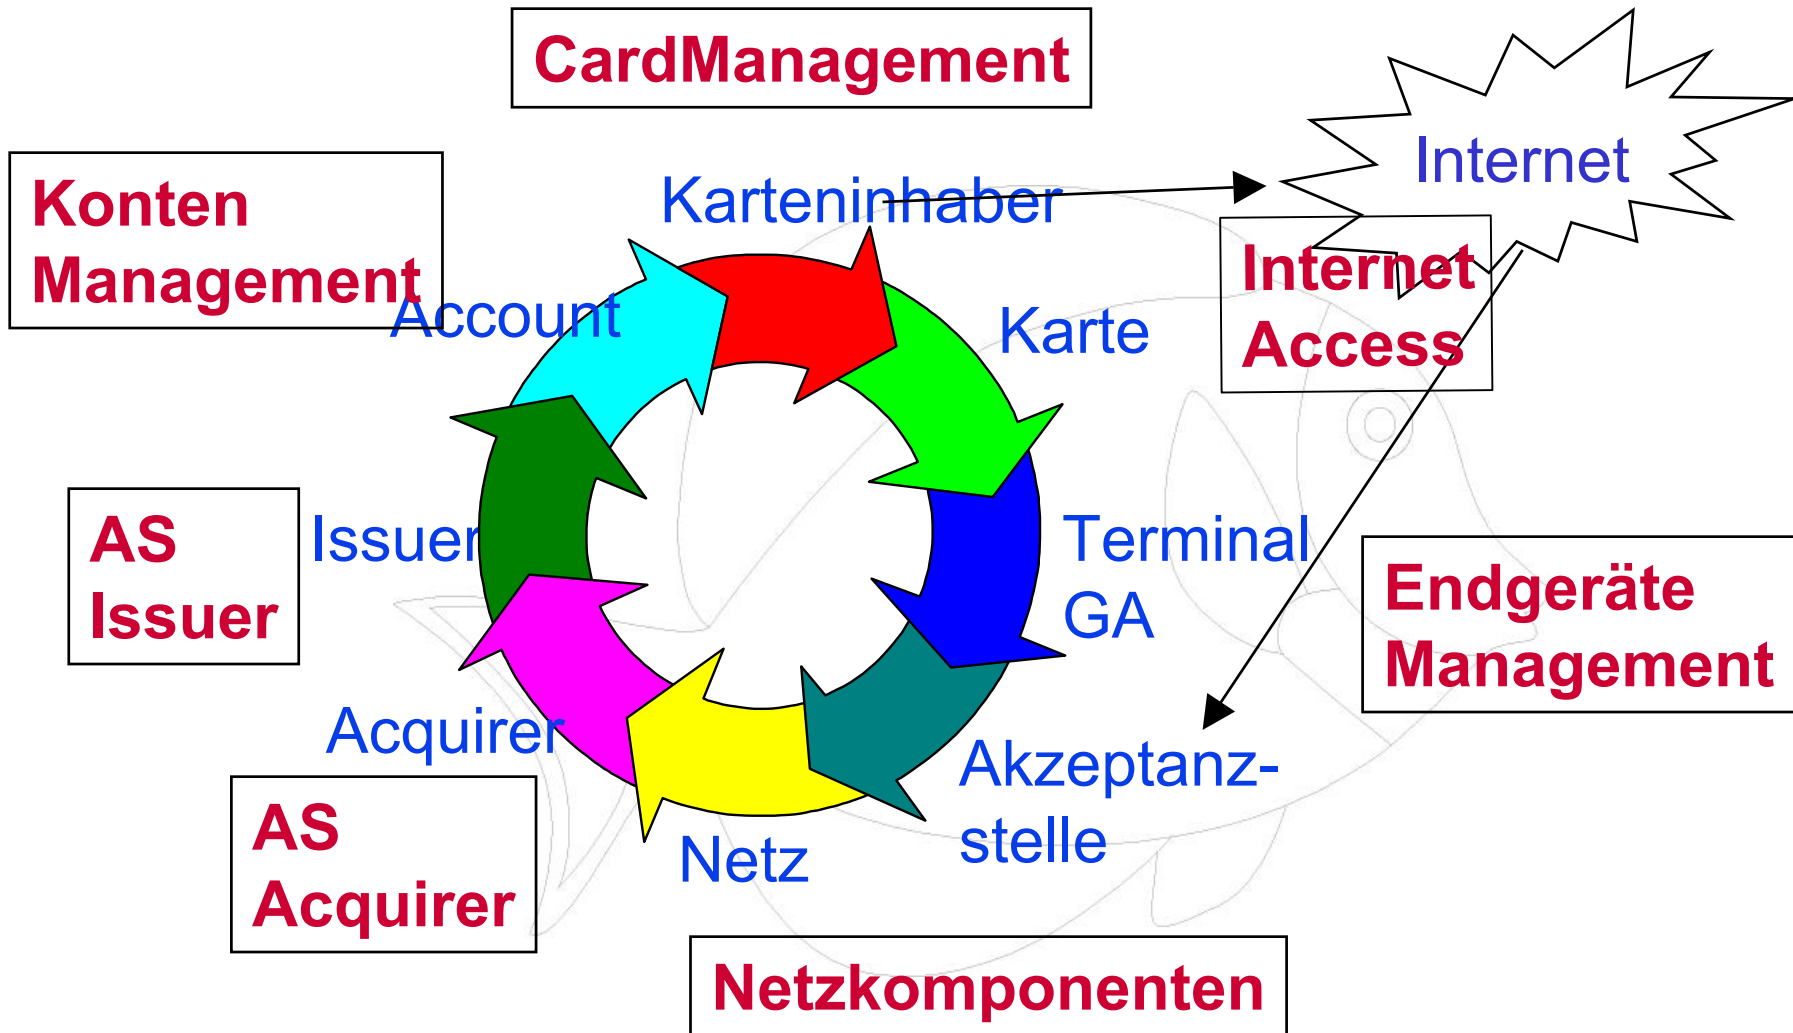 CardManagement
Internet
Konten
Management
Karteninhaber
Internet
Access
Account
Karte
AS
Issuer
Issuer
Terminal
GA
Endgeräte
Management
Acquirer
Akzeptanz-
stelle
AS
Acquirer
Netz
Netzkomponenten